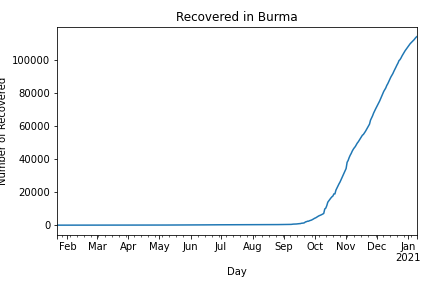 Recovered in Burma
Number of Recovered
100000
80000
60000
40000
20000
0
Feb Mar Apr May Jun Jul Aug Sep Oct Nov Dec Jan
2021
Day